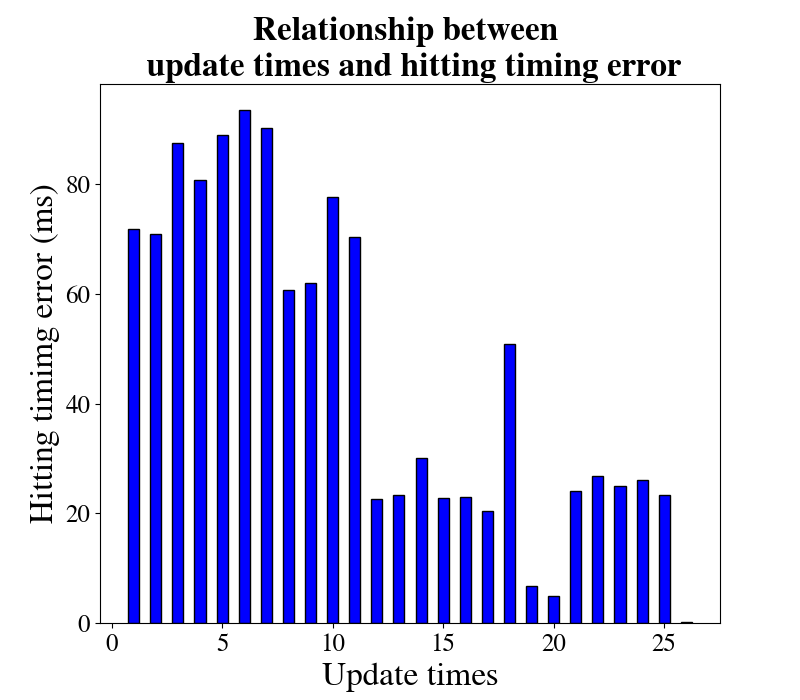 Relationship between
update times and hitting timing error
Hitting timimg error (ms)
80
60
40
20
0
0 5 10 15 20 25
Update times